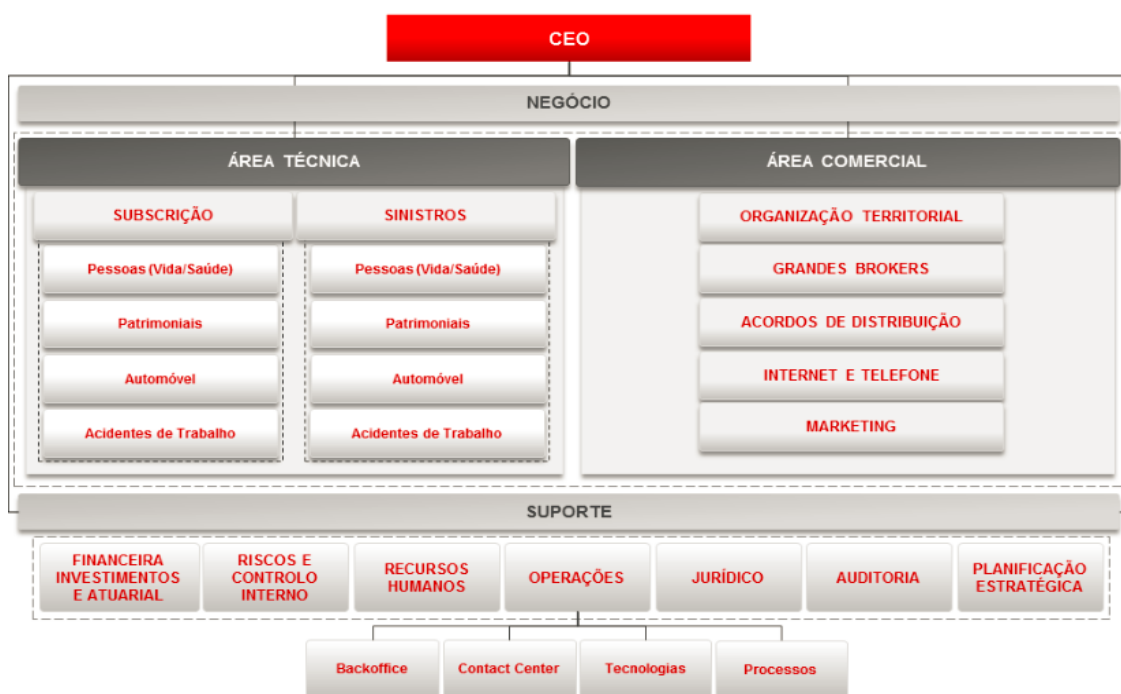 CEO
NEGÓCIO
ÁREA TÉCNICA
SUBSCRIÇÃO
Pessoas (Vida/Saúde)
Patrimoniais
Automóvel
Acidentes de Trabalho
SINISTROS
Pessoas (Vida/Saúde)
Patrimoniais
Automóvel
Acidentes de Trabalho
ÁREA COMERCIAL
ORGANIZAÇÃO TERRITORIAL
GRANDES BROKERS
ACORDOS DE DISTRIBUIÇÃO
INTERNET E TELEFONE
MARKETING
SUPORTE
FINANCEIRA
INVESTIMENTOS
E ATUARIAL
RISCOS E
CONTROLO
INTERNO
RECURSOS
HUMANOS
OPERAÇÕES
JURÍDICO
AUDITORIA
PLANIFICAÇÃO
ESTRATÉGICA
Backoffice
Contact Center
Tecnologias
Processos